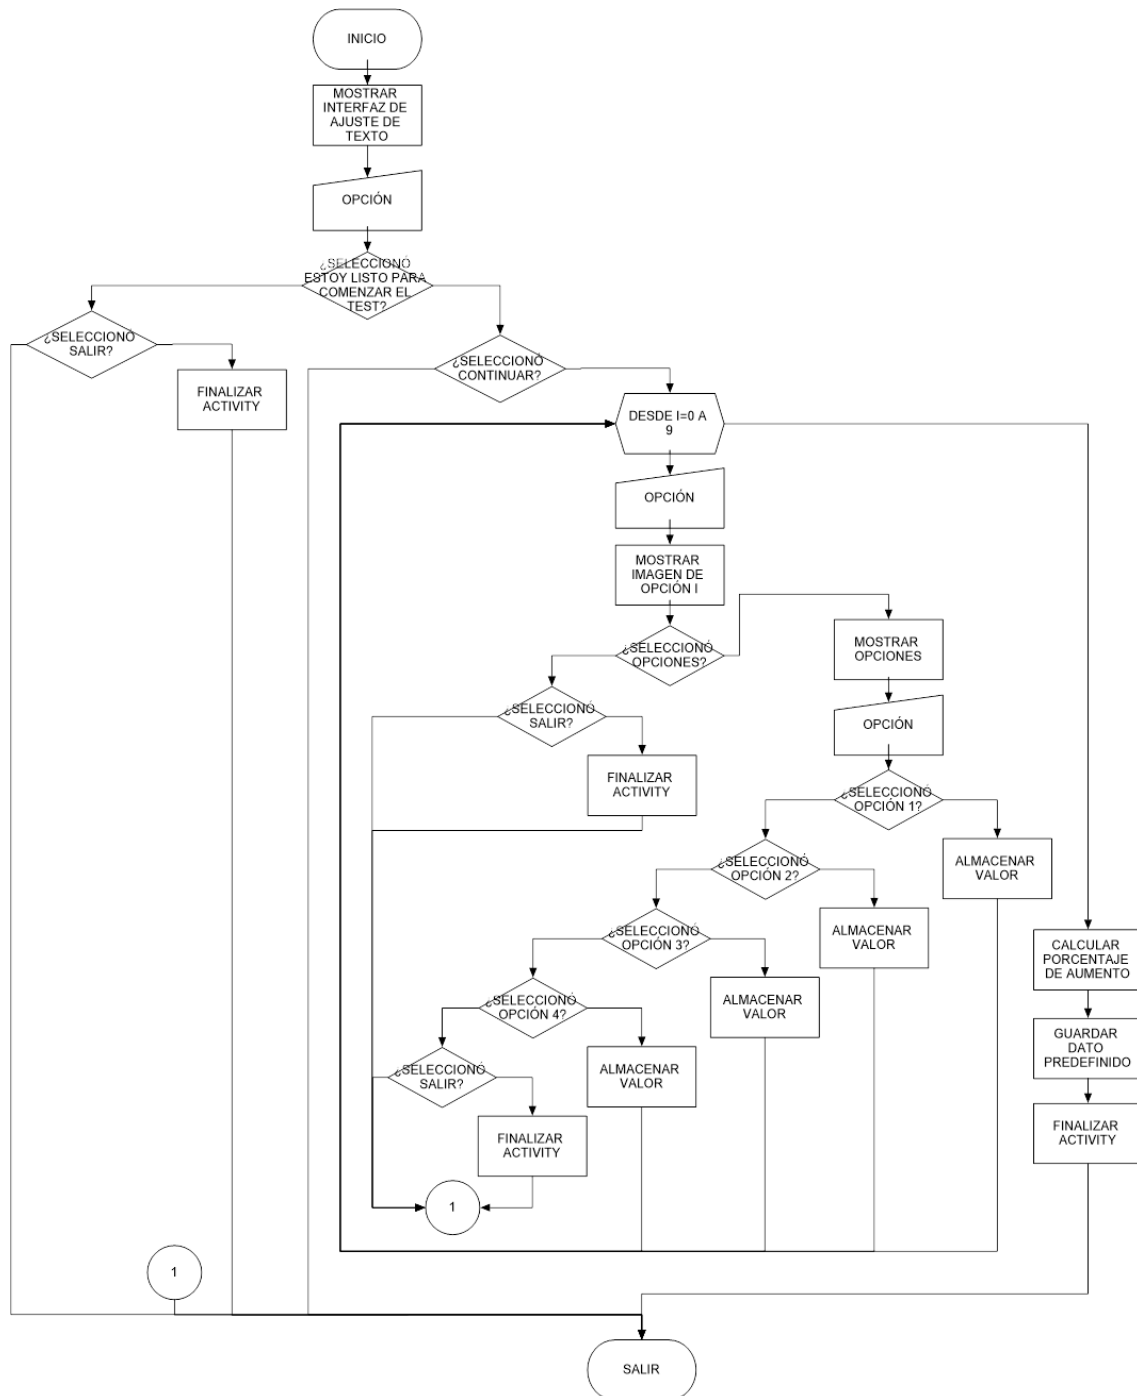 INICIO
MOSTRAR
INTERFAZ DE
AJUSTE DE
TEXTO
OPCIÓN
¿SELECCIONÓ
ESTOY LISTO PARA
COMENZAR EL
TEST?
¿SELECCIONÓ
SALIR?
¿SELECCIONÓ
CONTINUAR?
FINALIZAR
ACTIVITY
DESDE I=0 A
9
OPCIÓN
MOSTRAR
IMAGEN DE
OPCIÓN I
¿SELECCIONÓ
OPCIONES?
MOSTRAR
OPCIONES
¿SELECCIONÓ
SALIR?
OPCIÓN
FINALIZAR
ACTIVITY
¿SELECCIONÓ
OPCIÓN 1?
ALMACENAR
VALOR
¿SELECCIONÓ
OPCIÓN 2?
ALMACENAR
VALOR
¿SELECCIONÓ
OPCIÓN 3?
ALMACENAR
VALOR
¿SELECCIONÓ
OPCIÓN 4?
ALMACENAR
VALOR
¿SELECCIONÓ
SALIR?
FINALIZAR
ACTIVITY
1
CALCULAR
PORCENTAJE
DE AUMENTO
GUARDAR
DATO
PREDEFINIDO
FINALIZAR
ACTIVITY
1
SALIR